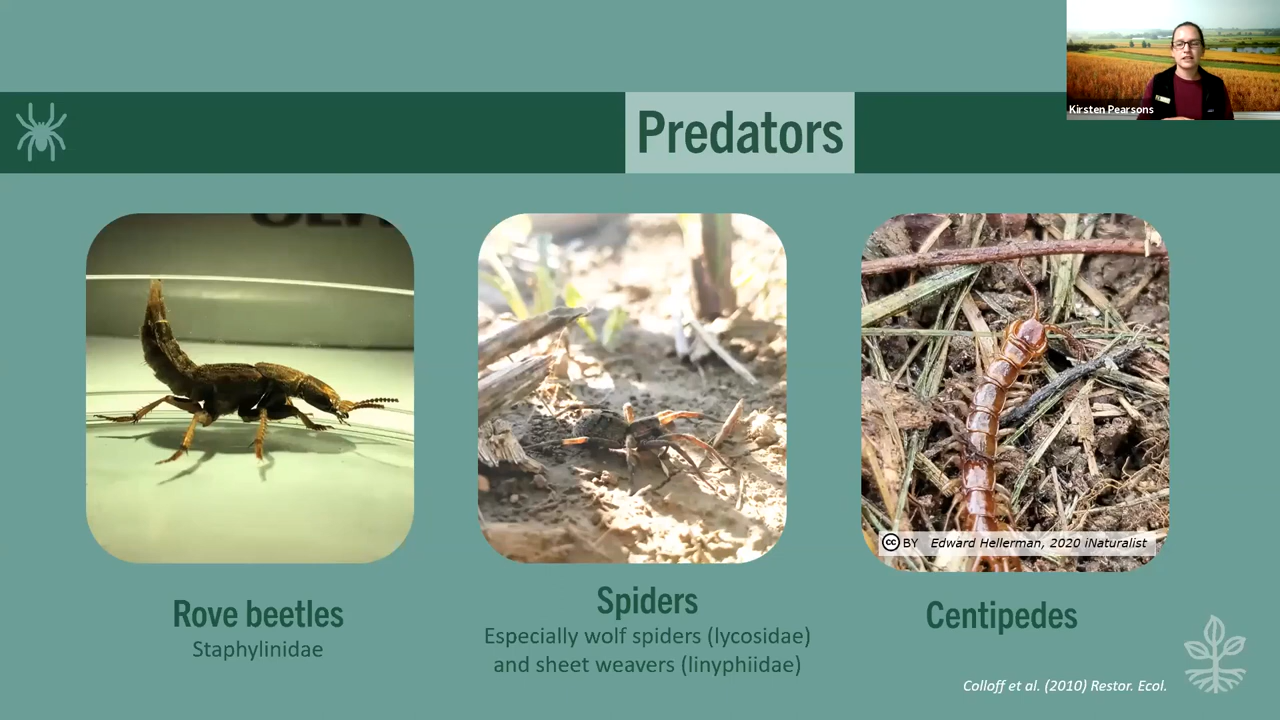 Kirsten Pearsons
Predators
BY Edward Hellerman, 2020 iNaturalist
Rove beetles
Staphylinidae
Spiders
Especially wolf spiders (lycosidae)
and sheet weavers (linyphiidae)
Centipedes
Colloff et al. (2010) Restor. Ecol.